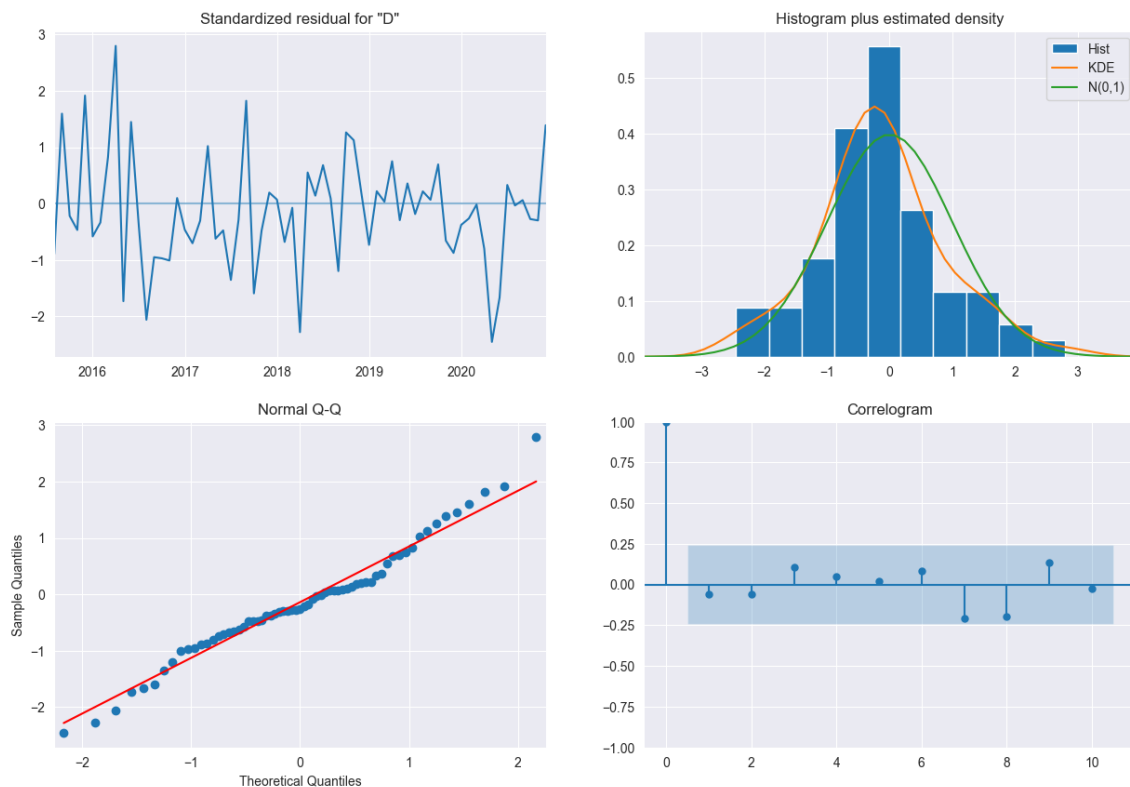 Standardized residual for "D"
3
2
1
0
−1
−2
2016 2017 2018 2019 2020
Histogram plus estimated density
Hist
KDE
N(0,1)
0.5
0.4
0.3
0.2
0.1
0.0
−3 −2 −1 0 1 2 3
Normal Q-Q
Sample Quantiles
3
2
1
0
−1
−2
−2 −1 0 1 2
Theoretical Quantiles
Correlogram
1.00
0.75
0.50
0.25
0.00
−0.25
−0.50
−0.75
−1.00
0 2 4 6 8 10